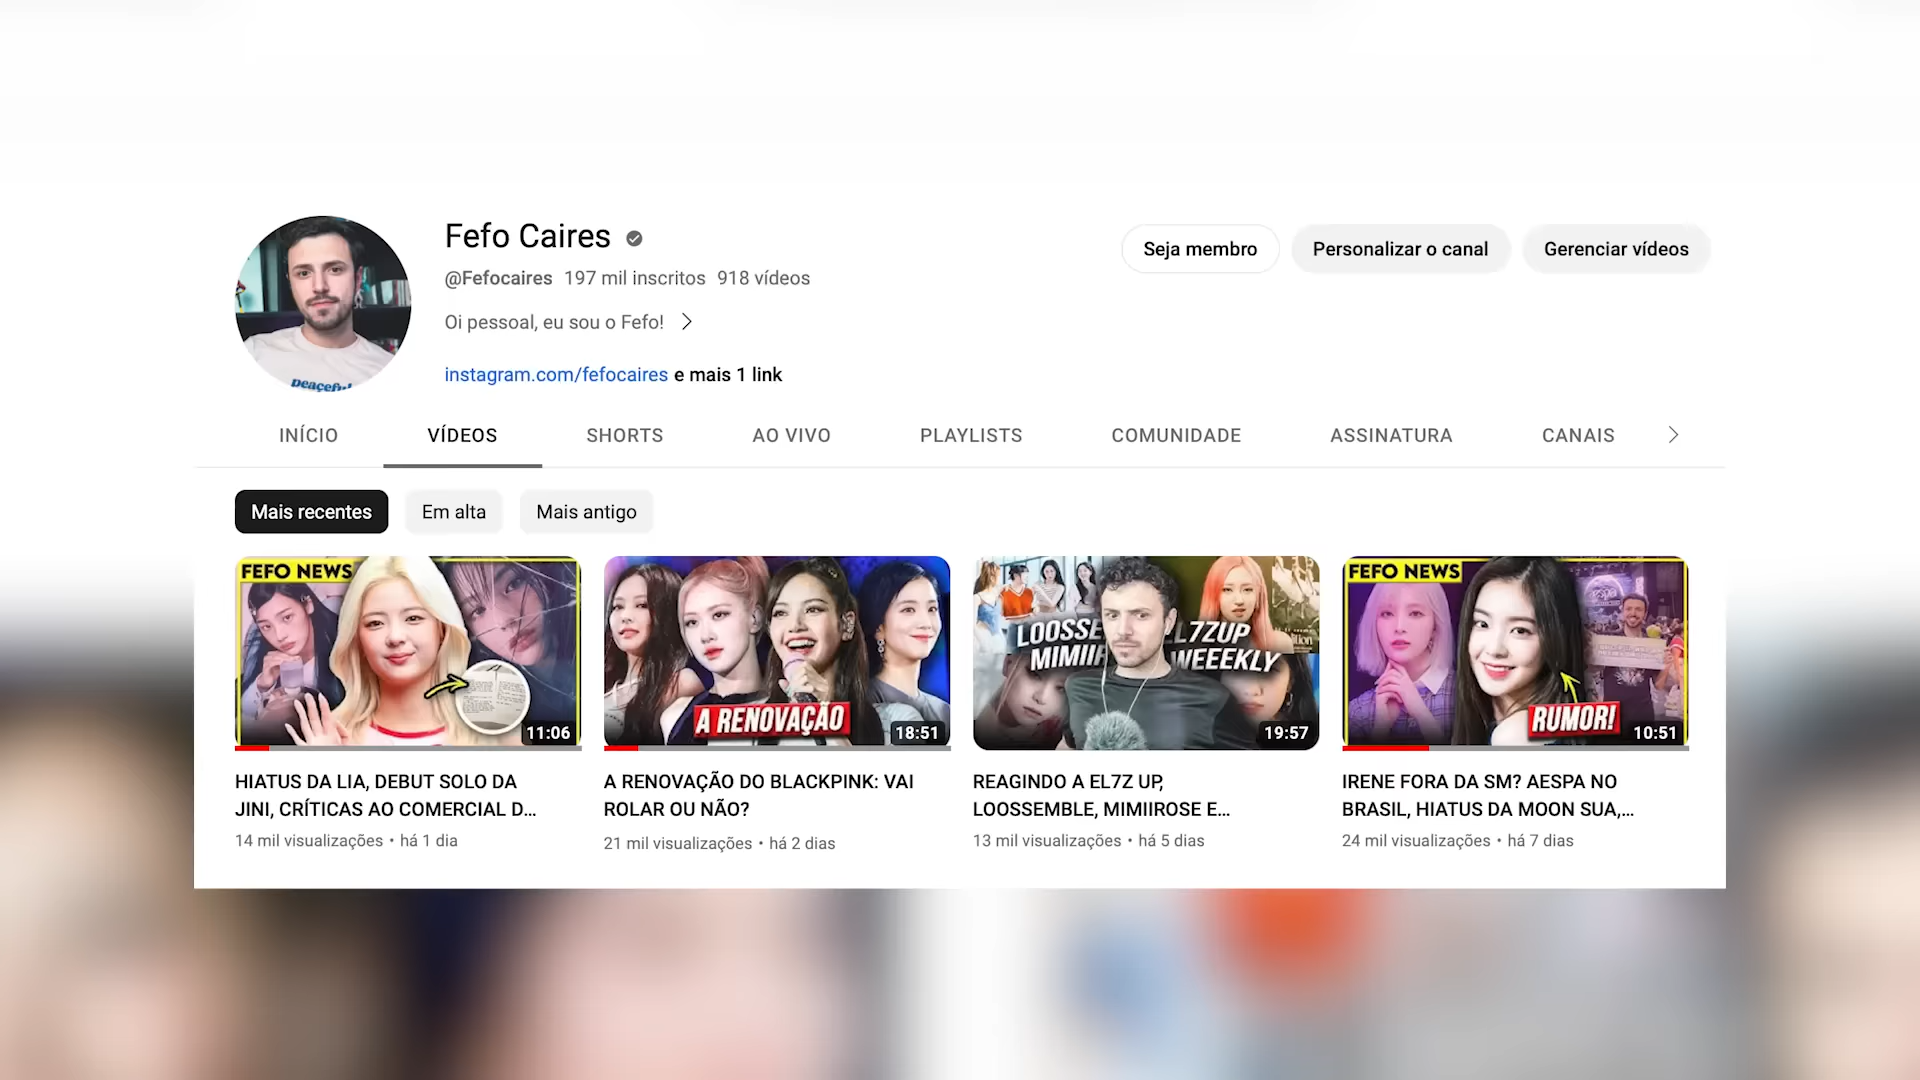 Fefo Caires
@Fefocaires 197 mil inscritos 918 vídeos
Oi pessoal, eu sou o Fefo!
instagram.com/fefocaires e mais 1 link
Seja membro
Personalizar o canal
Gerenciar vídeos
peaceful
INÍCIO
VÍDEOS
SHORTS
AO VIVO
PLAYLISTS
COMUNIDADE
ASSINATURA
CANAIS
Mais recentes
Em alta
Mais antigo
FEFO NEWS
11:06
HIATUS DA LIA, DEBUT SOLO DA
JINI, CRÍTICAS AO COMERCIAL D...
14 mil visualizações • há 1 dia
A RENOVAÇÃO
18:51
A RENOVAÇÃO DO BLACKPINK: VAI
ROLAR OU NÃO?
21 mil visualizações • há 2 dias
LOOSSE L7ZUP
MIMIIR WEEEKLY
19:57
REAGINDO A EL7Z UP,
LOOSSEMBLE, MIMIIROSE E...
13 mil visualizações • há 5 dias
FEFO NEWS
RUMOR!
10:51
IRENE FORA DA SM? AESPA NO
BRASIL, HIATUS DA MOON SUA,...
24 mil visualizações • há 7 dias